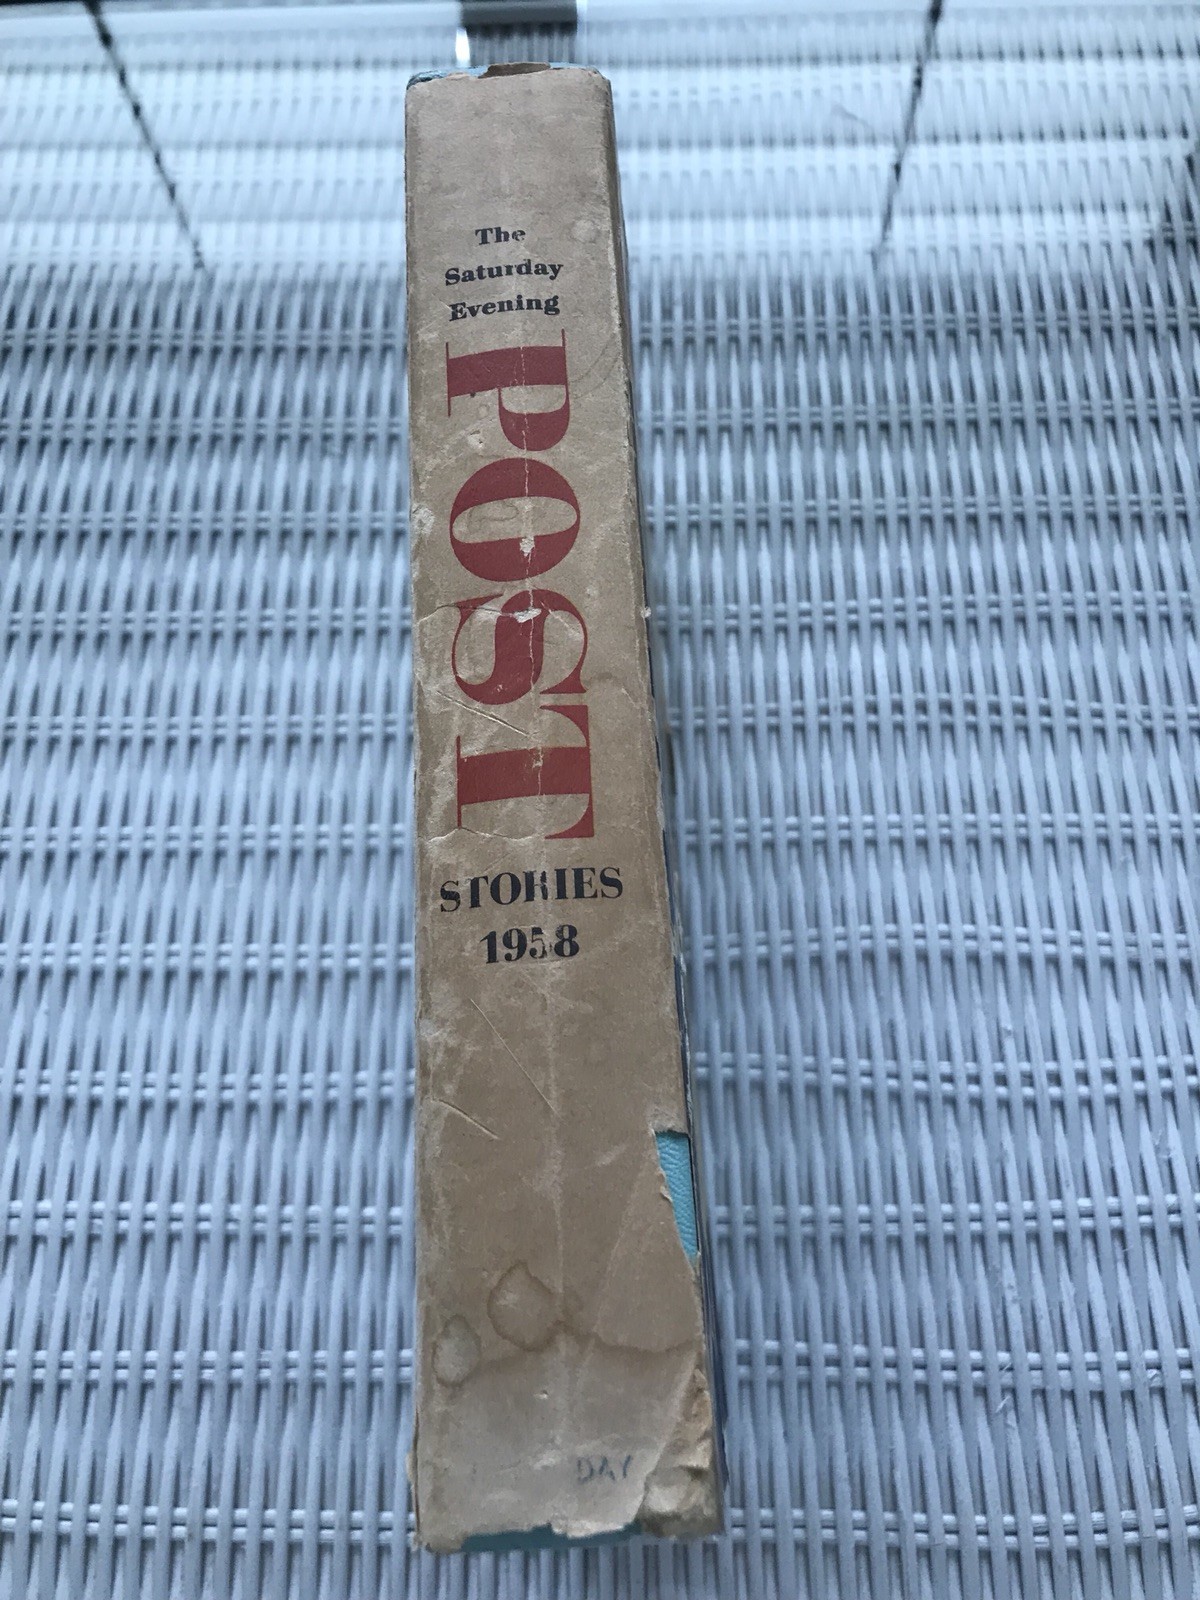 The
Saturday
Evening
POST
STORIES
1958
DAY